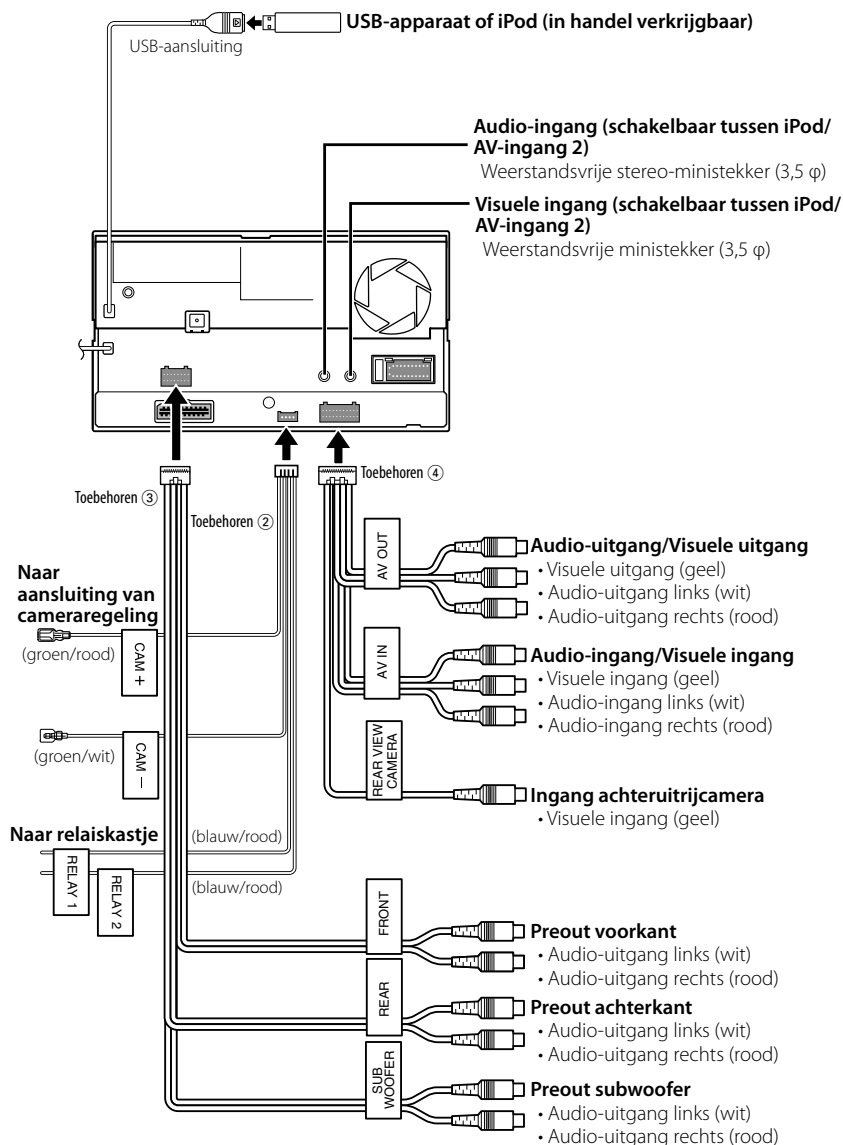 USB-apparaat of iPod (in handel verkrijgbaar)
USB-aansluiting
Audio-ingang (schakelbaar tussen iPod/
AV-ingang 2)
Weerstandsvrije stereo-ministekker (3,5 φ)
Visuele ingang (schakelbaar tussen iPod/
AV-ingang 2)
Weerstandsvrije ministekker (3,5 φ)
Toebehoren ③
Toebehoren ②
Toebehoren ④
AV OUT
Audio-uitgang/Visuele uitgang
• Visuele uitgang (geel)
• Audio-uitgang links (wit)
• Audio-uitgang rechts (rood)
Naar
aansluiting van
cameraregeling
(groen/rood)
CAM +
AV IN
Audio-ingang/Visuele ingang
• Visuele ingang (geel)
• Audio-ingang links (wit)
• Audio-ingang rechts (rood)
(groen/wit)
CAM –
REAR VIEW
CAMERA
Ingang achteruitrijcamera
• Visuele ingang (geel)
Naar relaiskastje
(blauw/rood)
(blauw/rood)
RELAY 1
RELAY 2
FRONT
Preout voorkant
• Audio-uitgang links (wit)
• Audio-uitgang rechts (rood)
REAR
Preout achterkant
• Audio-uitgang links (wit)
• Audio-uitgang rechts (rood)
SUB
WOOFER
Preout subwoofer
• Audio-uitgang links (wit)
• Audio-uitgang rechts (rood)